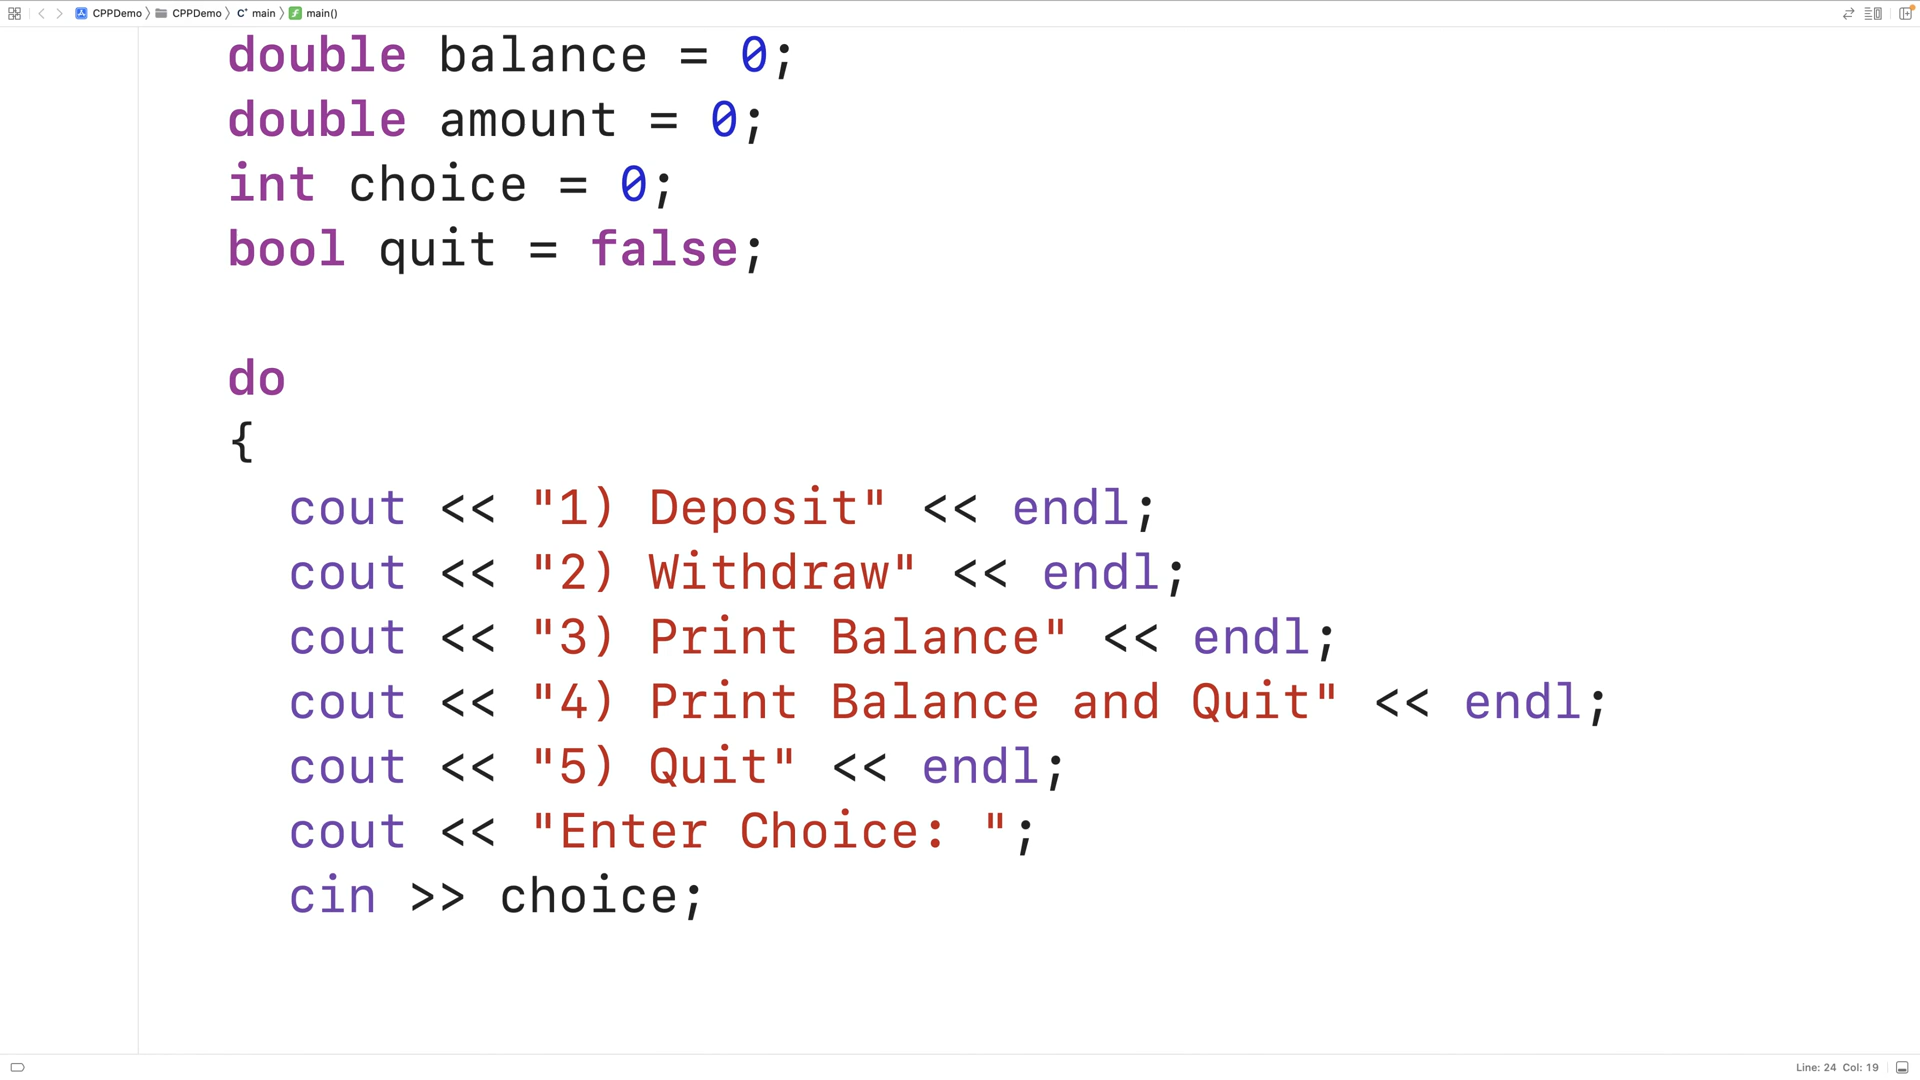 CPPDemo 〉 CPPDemo 〉 C+ main 〉 f main()
double balance = 0;
double amount = 0;
int choice = 0;
bool quit = false;
do
{
cout << "1) Deposit" << endl;
cout << "2) Withdraw" << endl;
cout << "3) Print Balance" << endl;
cout << "4) Print Balance and Quit" << endl;
cout << "5) Quit" << endl;
cout << "Enter Choice: ";
cin >> choice;
Line: 24 Col: 19